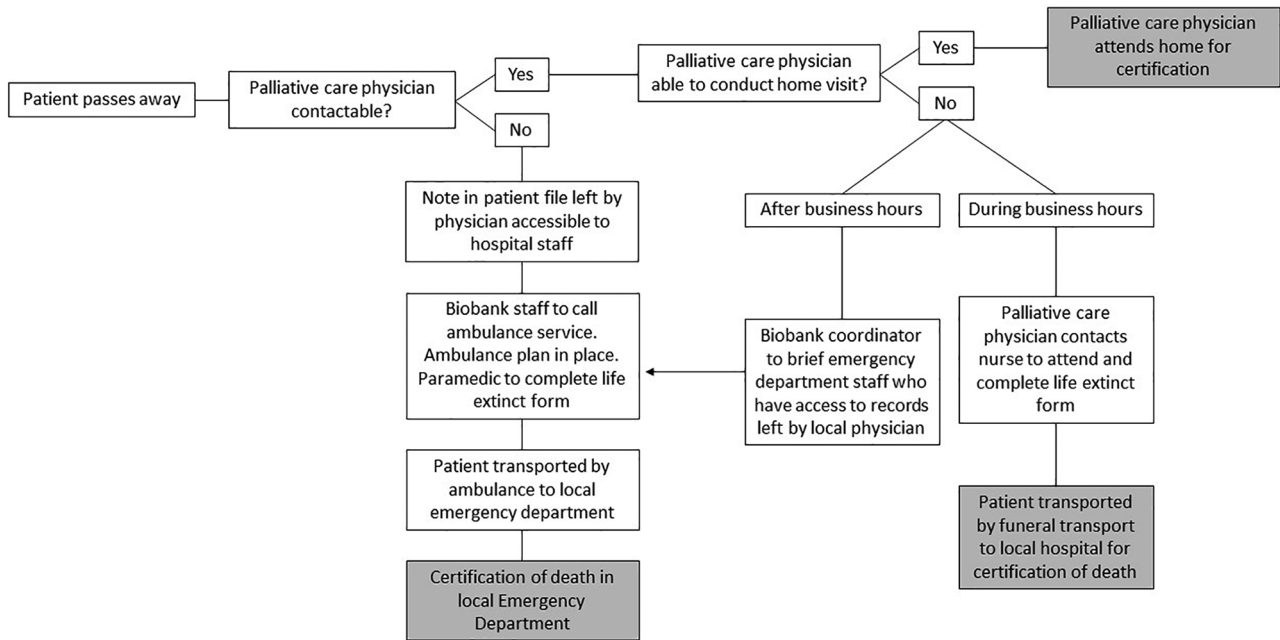 Patient passes away
Palliative care physician
contactable?
Yes
No
Palliative care physician
able to conduct home visit?
Yes
No
Palliative care physician
attends home for
certification
Note in patient file left by
physician accessible to
hospital staff
Biobank staff to call
ambulance service.
Ambulance plan in place.
Paramedic to complete life
extinct form
Patient transported by
ambulance to local
emergency department
Certification of death in
local Emergency
Department
After business hours
Biobank coordinator
to brief emergency
department staff who
have access to records
left by local physician
During business hours
Palliative care
physician contacts
nurse to attend and
complete life extinct
form
Patient transported
by funeral transport
to local hospital for
certification of death